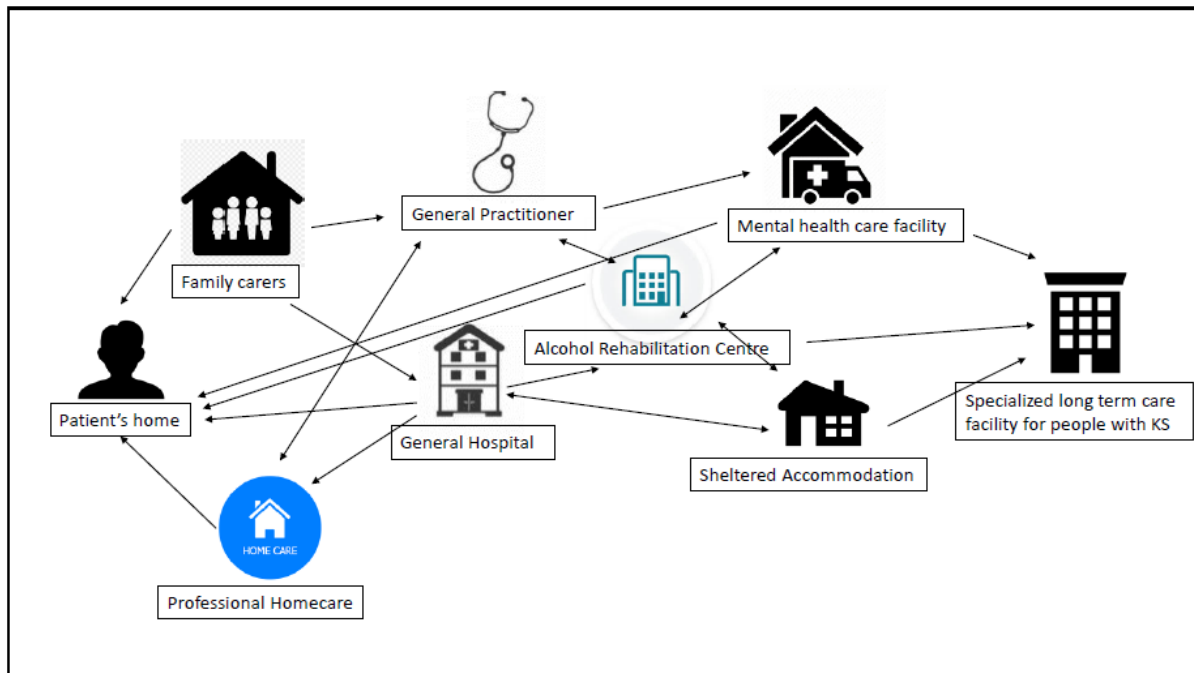 General Practitioner
Mental health care facility
Family carers
Alcohol Rehabilitation Centre
Patient's home
General Hospital
Specialized long term care
facility for people with KS
Sheltered Accommodation
HOME CARE
Professional Homecare